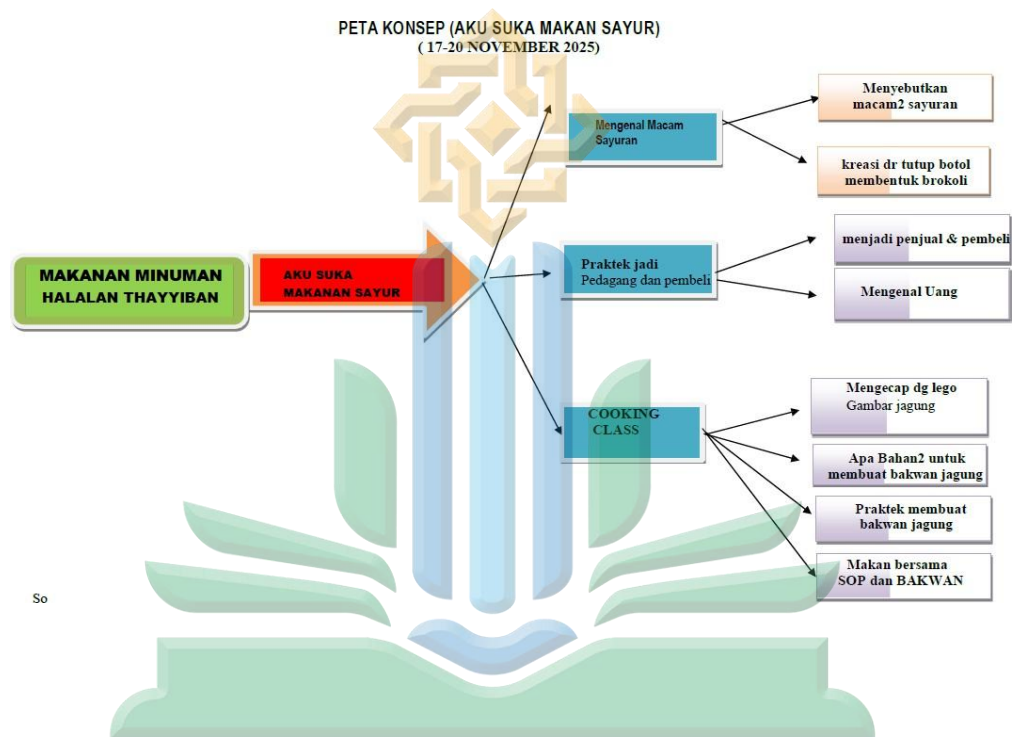 PETA KONSEP (AKU SUKA MAKAN SAYUR)
( 17-20 NOVEMBER 2025)
MAKANAN MINUMAN
HALALAN THAYYIBAN
AKU SUKA
MAKANAN SAYUR
Mengenal Macam
Sayuran
Menyebutkan
macam2 sayuran
kreasi dr tutup botol
membentuk brokoli
Praktek jadi
Pedagang dan pembeli
menjadi penjual & pembeli
Mengenal Uang
COOKING
CLASS
Mengecap dg lego
Gambar jagung
Apa Bahan2 untuk
membuat bakwan jagung
Praktek membuat
bakwan jagung
Makan bersama
SOP dan BAKWAN
So